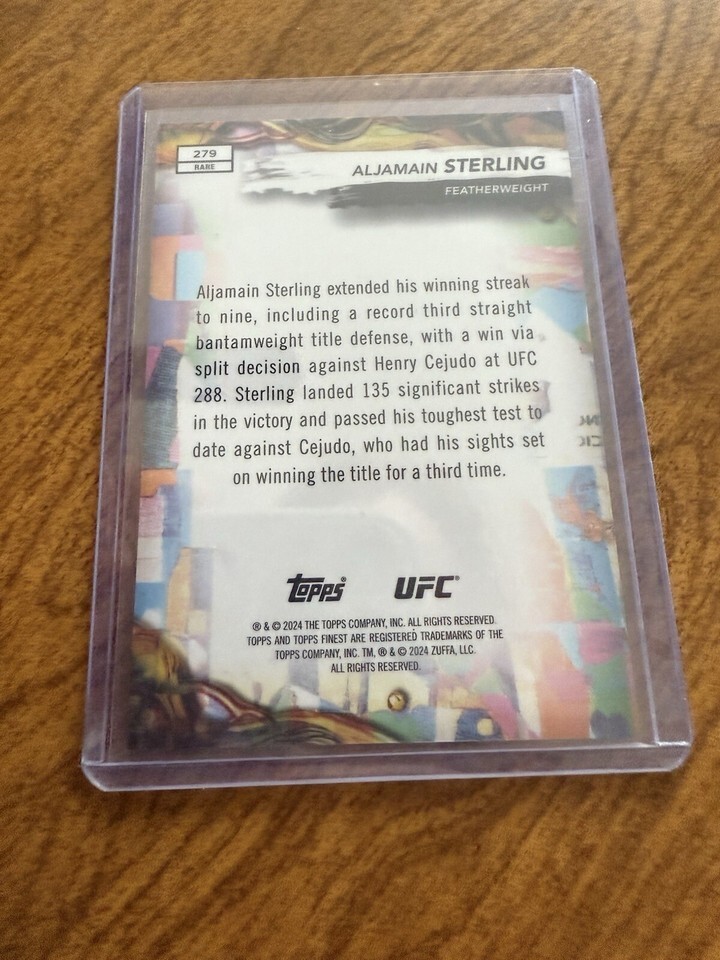 279
RARE
ALJAMAIN STERLING
FEATHERWEIGHT
Aljamain Sterling extended his winning streak
to nine, including a record third straight
bantamweight title defense, with a win via
split decision against Henry Cejudo at UFC
288. Sterling landed 135 significant strikes
in the victory and passed his toughest test to
date against Cejudo, who had his sights set
on winning the title for a third time.
Topps® UFC®
® & © 2024 THE TOPPS COMPANY, INC. ALL RIGHTS RESERVED.
TOPPS AND TOPPS FINEST ARE REGISTERED TRADEMARKS OF THE
TOPPS COMPANY, INC. TM, ® & © 2024 ZUFFA, LLC.
ALL RIGHTS RESERVED.